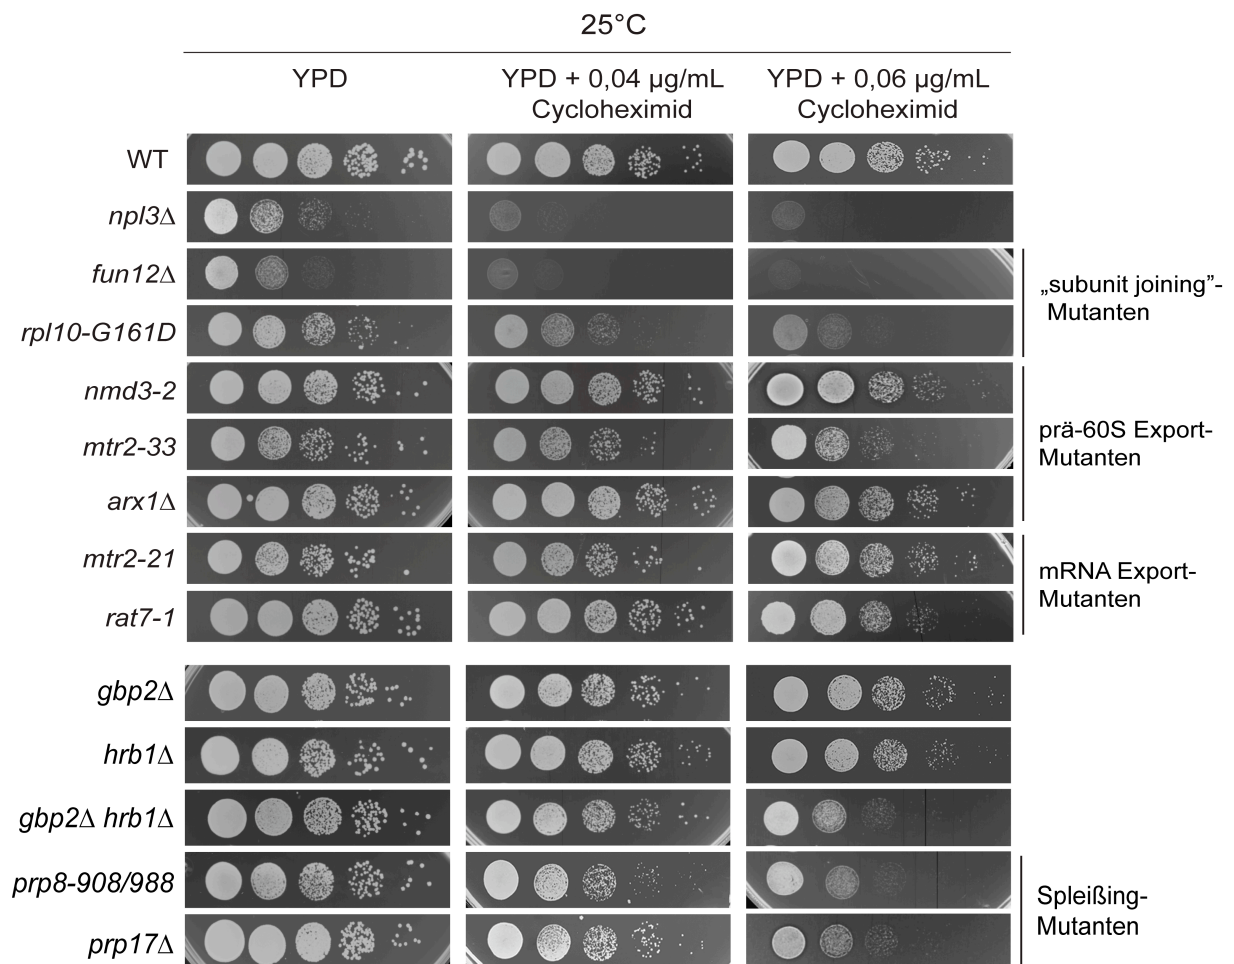 25°C
YPD
YPD + 0,04 µg/mL
Cycloheximid
YPD + 0,06 µg/mL
Cycloheximid
WT
npl3Δ
fun12Δ
rpl10-G161D
„subunit joining”-
Mutanten
nmd3-2
mtr2-33
arx1Δ
prä-60S Export-
Mutanten
mtr2-21
rat7-1
mRNA Export-
Mutanten
gbp2Δ
hrb1Δ
gbp2Δ hrb1Δ
prp8-908/988
prp17Δ
Spleißing-
Mutanten